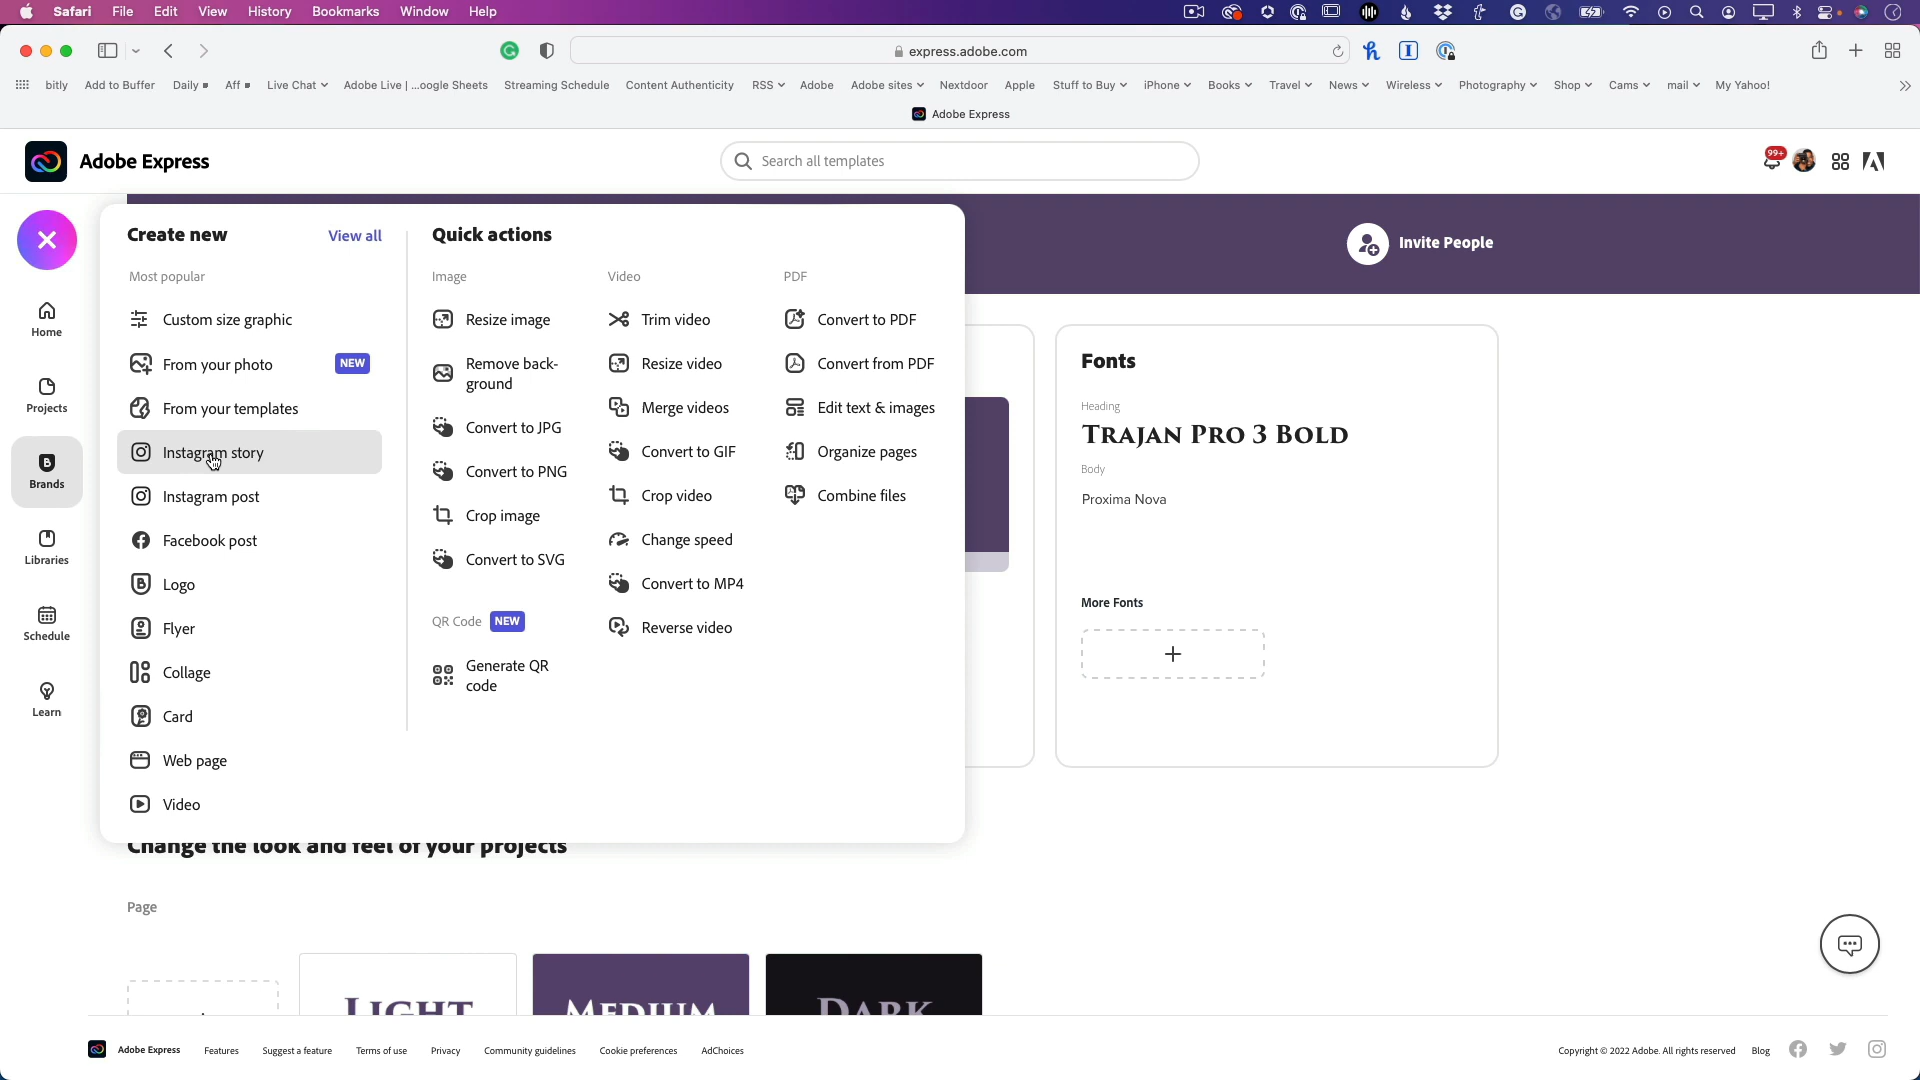 Safari File Edit View History Bookmarks Window Help
express.adobe.com
bitly Add to Buffer Daily Aff Live Chat Adobe Live | ...oogle Sheets Streaming Schedule Content Authenticity RSS Adobe Adobe sites Nextdoor Apple Stuff to Buy iPhone Books Travel News Wireless Photography Shop Cams mail My Yahoo!
Adobe Express
Adobe Express
Search all templates
99+
Invite People
Home
Projects
Brands
Libraries
Schedule
Learn
Create new
View all
Most popular
Custom size graphic
From your photo
NEW
From your templates
Instagram story
Instagram post
Facebook post
Logo
Flyer
Collage
Card
Web page
Video
Quick actions
Image
Resize image
Remove back-
ground
Convert to JPG
Convert to PNG
Crop image
Convert to SVG
QR Code NEW
Generate QR
code
Video
Trim video
Resize video
Merge videos
Convert to GIF
Crop video
Change speed
Convert to MP4
Reverse video
PDF
Convert to PDF
Convert from PDF
Edit text & images
Organize pages
Combine files
Fonts
Heading
Trajan Pro 3 Bold
Body
Proxima Nova
More Fonts
Change the look and feel of your projects
Page
Light
Medium
Dark
Adobe Express Features Suggest a feature Terms of use Privacy Community guidelines Cookie preferences AdChoices
Copyright © 2022 Adobe. All rights reserved Blog